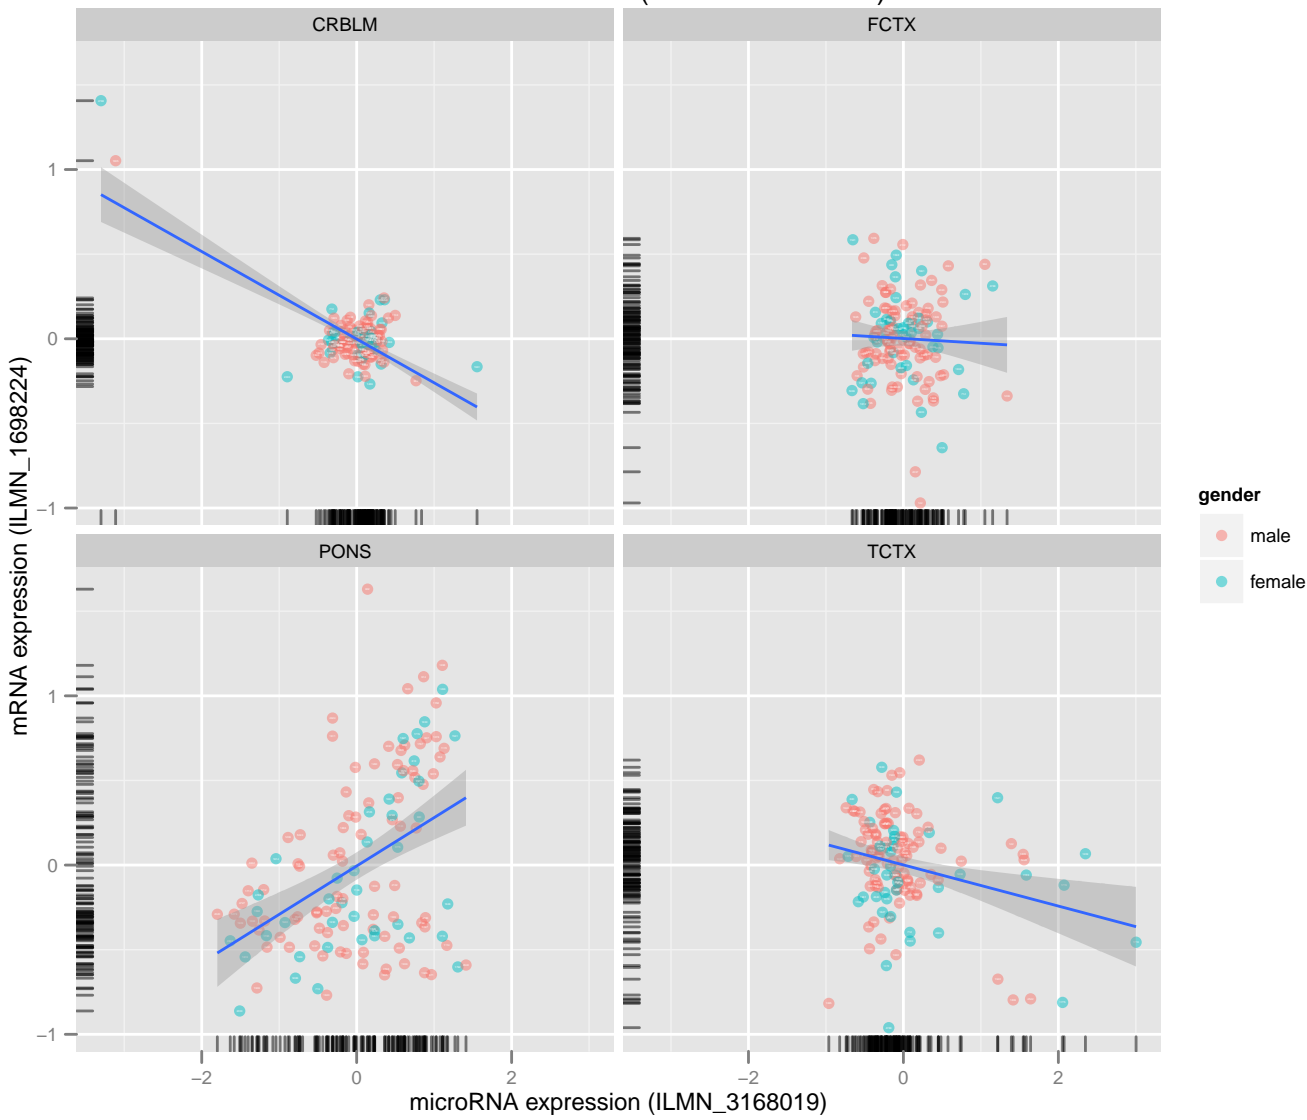 CRBLM
FCTX
1
0
−1
PONS
TCTX
1
0
−1
−2
0
2
−2
0
2
mRNA expression (ILMN_1698224)
microRNA expression (ILMN_3168019)
gender
male
female